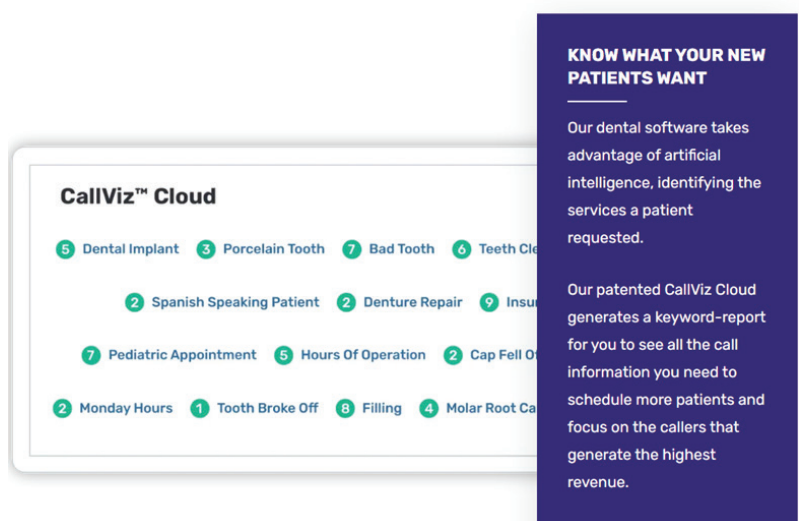 KNOW WHAT YOUR NEW
PATIENTS WANT
Our dental software takes
advantage of artificial
intelligence, identifying the
services a patient
requested.
Our patented CallViz Cloud
generates a keyword-report
for you to see all the call
information you need to
schedule more patients and
focus on the callers that
generate the highest
revenue.
CallViz™ Cloud
5 Dental Implant 3 Porcelain Tooth 7 Bad Tooth 6 Teeth
2 Spanish Speaking Patient 2 Denture Repair 9
7 Pediatric Appointment 5 Hours Of Operation 2 Cap Fell
2 Monday Hours 1 Tooth Broke Off 8 Filling 4 Molar Root